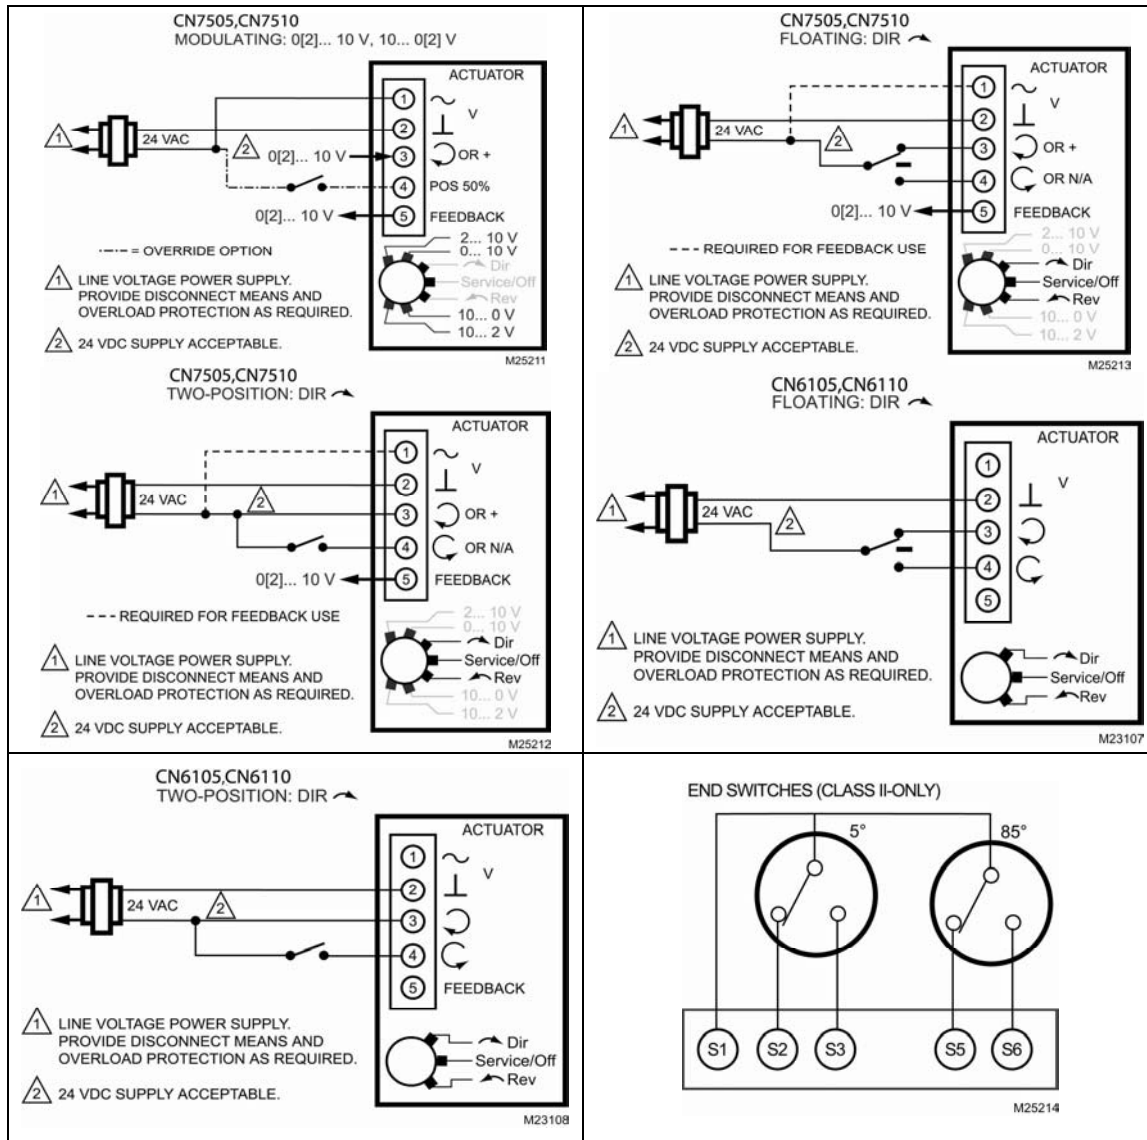 CN7505,CN7510
MODULATING: 0[2]... 10 V, 10... 0[2] V
ACTUATOR
1
V
2
1
24 VAC
2
0[2]... 10 V
3
OR +
4
POS 50%
0[2]... 10 V
5
FEEDBACK
= OVERRIDE OPTION
2... 10 V
0... 10 V
Dir
Service/Off
Rev
10... 0 V
10... 2 V
1 LINE VOLTAGE POWER SUPPLY.
PROVIDE DISCONNECT MEANS AND
OVERLOAD PROTECTION AS REQUIRED.
2 24 VDC SUPPLY ACCEPTABLE.
M25211
CN7505,CN7510
FLOATING: DIR
ACTUATOR
1
V
2
1
24 VAC
2
3
OR +
4
OR N/A
0[2]... 10 V
5
FEEDBACK
REQUIRED FOR FEEDBACK USE
2... 10 V
0... 10 V
Dir
Service/Off
Rev
10... 0 V
10... 2 V
1 LINE VOLTAGE POWER SUPPLY.
PROVIDE DISCONNECT MEANS AND
OVERLOAD PROTECTION AS REQUIRED.
2 24 VDC SUPPLY ACCEPTABLE.
M25213
CN7505,CN7510
TWO-POSITION: DIR
ACTUATOR
1
V
2
1
24 VAC
2
3
OR +
4
OR N/A
0[2]... 10 V
5
FEEDBACK
REQUIRED FOR FEEDBACK USE
2... 10 V
0... 10 V
Dir
Service/Off
Rev
10... 0 V
10... 2 V
1 LINE VOLTAGE POWER SUPPLY.
PROVIDE DISCONNECT MEANS AND
OVERLOAD PROTECTION AS REQUIRED.
2 24 VDC SUPPLY ACCEPTABLE.
M25212
CN6105,CN6110
FLOATING: DIR
ACTUATOR
1
V
2
1
24 VAC
2
3
4
5
1 LINE VOLTAGE POWER SUPPLY.
PROVIDE DISCONNECT MEANS AND
OVERLOAD PROTECTION AS REQUIRED.
Dir
Service/Off
Rev
2 24 VDC SUPPLY ACCEPTABLE.
M23107
CN6105,CN6110
TWO-POSITION: DIR
ACTUATOR
1
V
2
1
24 VAC
2
3
4
5
FEEDBACK
1 LINE VOLTAGE POWER SUPPLY.
PROVIDE DISCONNECT MEANS AND
OVERLOAD PROTECTION AS REQUIRED.
Dir
Service/Off
Rev
2 24 VDC SUPPLY ACCEPTABLE.
M23108
END SWITCHES (CLASS II-ONLY)
5°
85°
S1
S2
S3
S5
S6
M25214